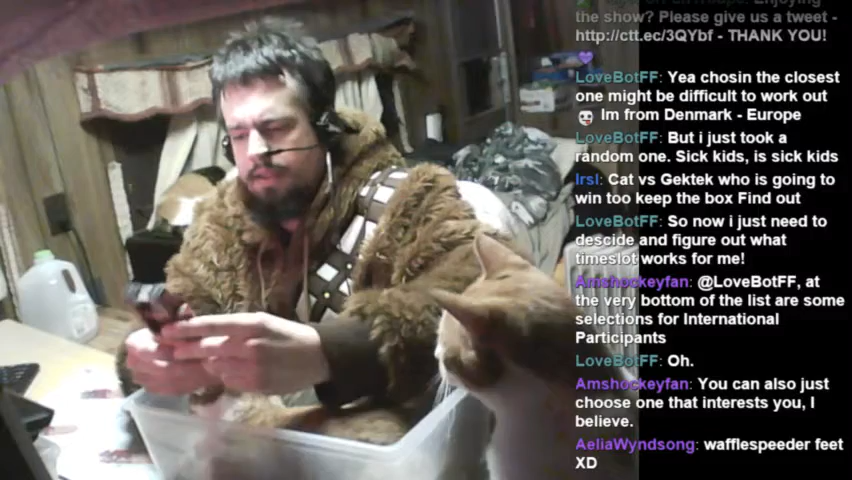 the show? Please give us a tweet -
http://ctt.ec/3QYbf - THANK YOU!
LoveBotFF: Yea chosin the closest
one might be difficult to work out
Im from Denmark - Europe
LoveBotFF: But i just took a
random one. Sick kids, is sick kids
Irsl: Cat vs Gektek who is going to
win too keep the box Find out
LoveBotFF: So now i just need to
descide and figure out what
timeslot works for me!
Amshockeyfan: @LoveBotFF, at
the very bottom of the list are some
selections for International
Participants
LoveBotFF: Oh.
Amshockeyfan: You can also just
choose one that interests you, I
believe.
AeliaWyndsong: wafflespeeder feet
XD